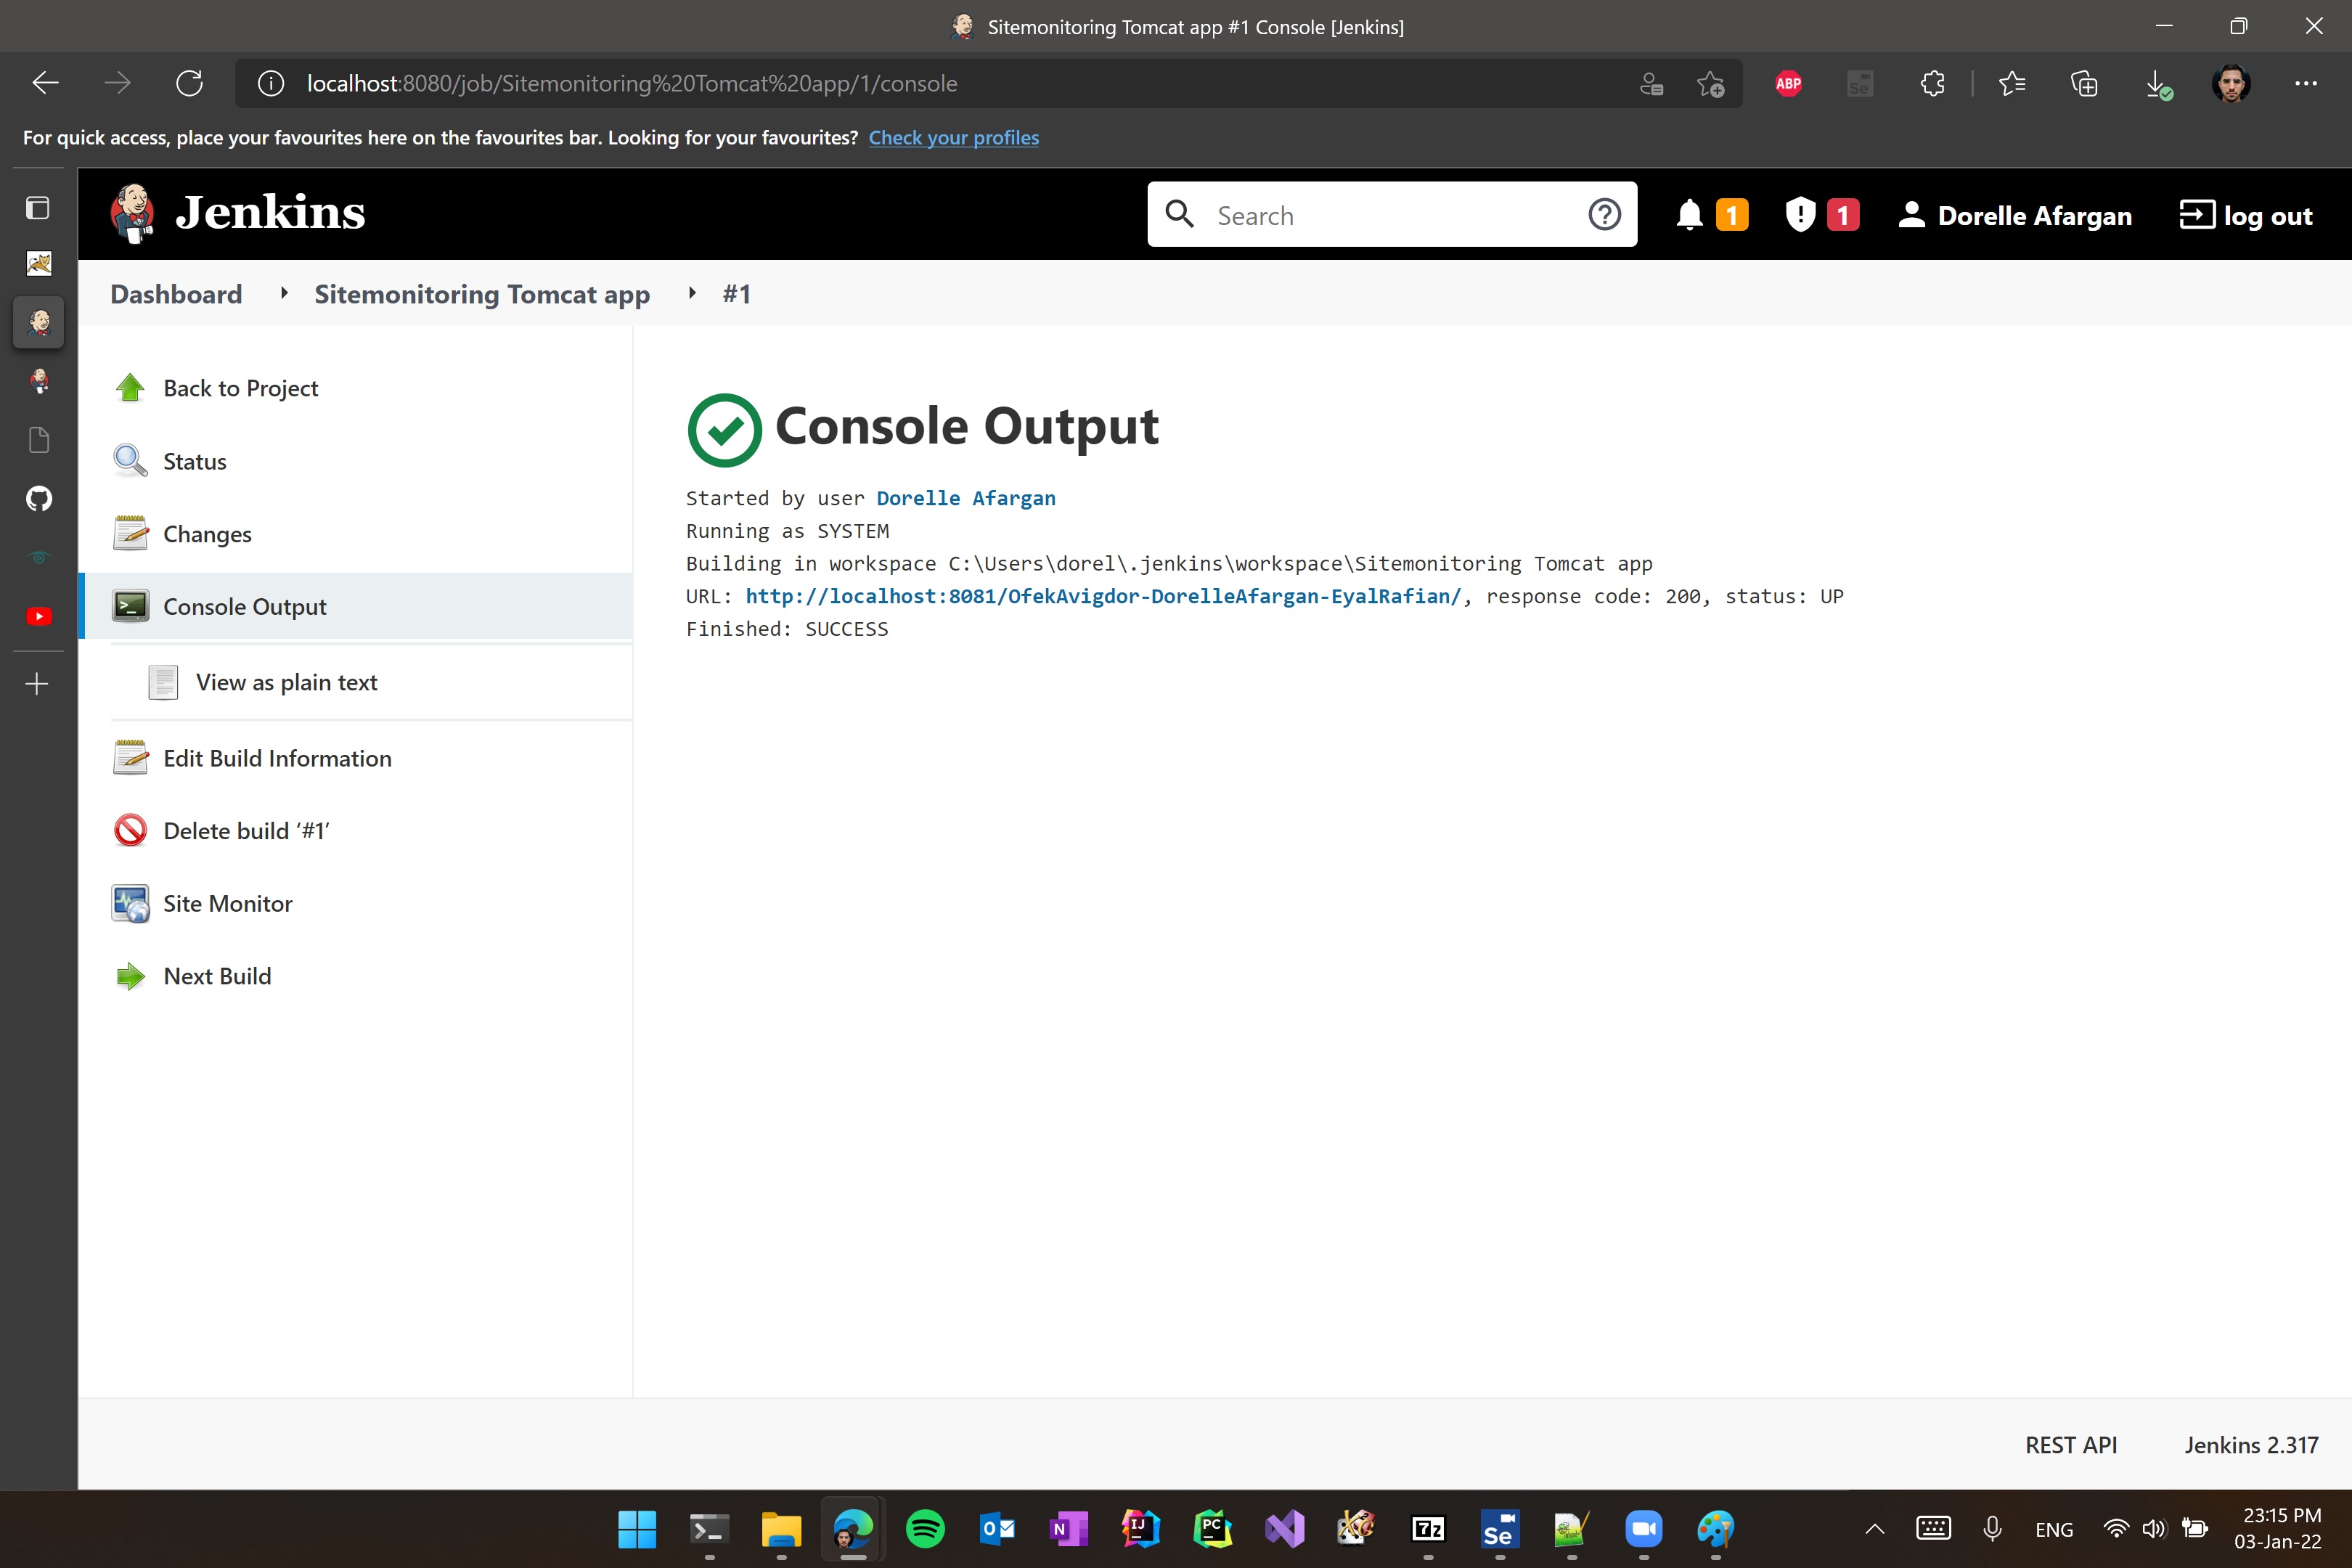 Sitemonitoring Tomcat app #1 Console [Jenkins]
localhost:8080/job/Sitemonitoring%20Tomcat%20app/1/console
ABP
Se
For quick access, place your favourites here on the favourites bar. Looking for your favourites? Check your profiles
Jenkins
Search
1
1
Dorelle Afargan
log out
Dashboard
Sitemonitoring Tomcat app
#1
Back to Project
Status
Changes
Console Output
View as plain text
Edit Build Information
Delete build ‘#1’
Site Monitor
Next Build
Console Output
Started by user Dorelle Afargan
Running as SYSTEM
Building in workspace C:\Users\dorel\.jenkins\workspace\Sitemonitoring Tomcat app
URL: http://localhost:8081/OfekAvigdor-DorelleAfargan-EyalRafian/, response code: 200, status: UP
Finished: SUCCESS
REST API
Jenkins 2.317
N
IJ
PC
7z
Se
ENG
23:15 PM
03-Jan-22